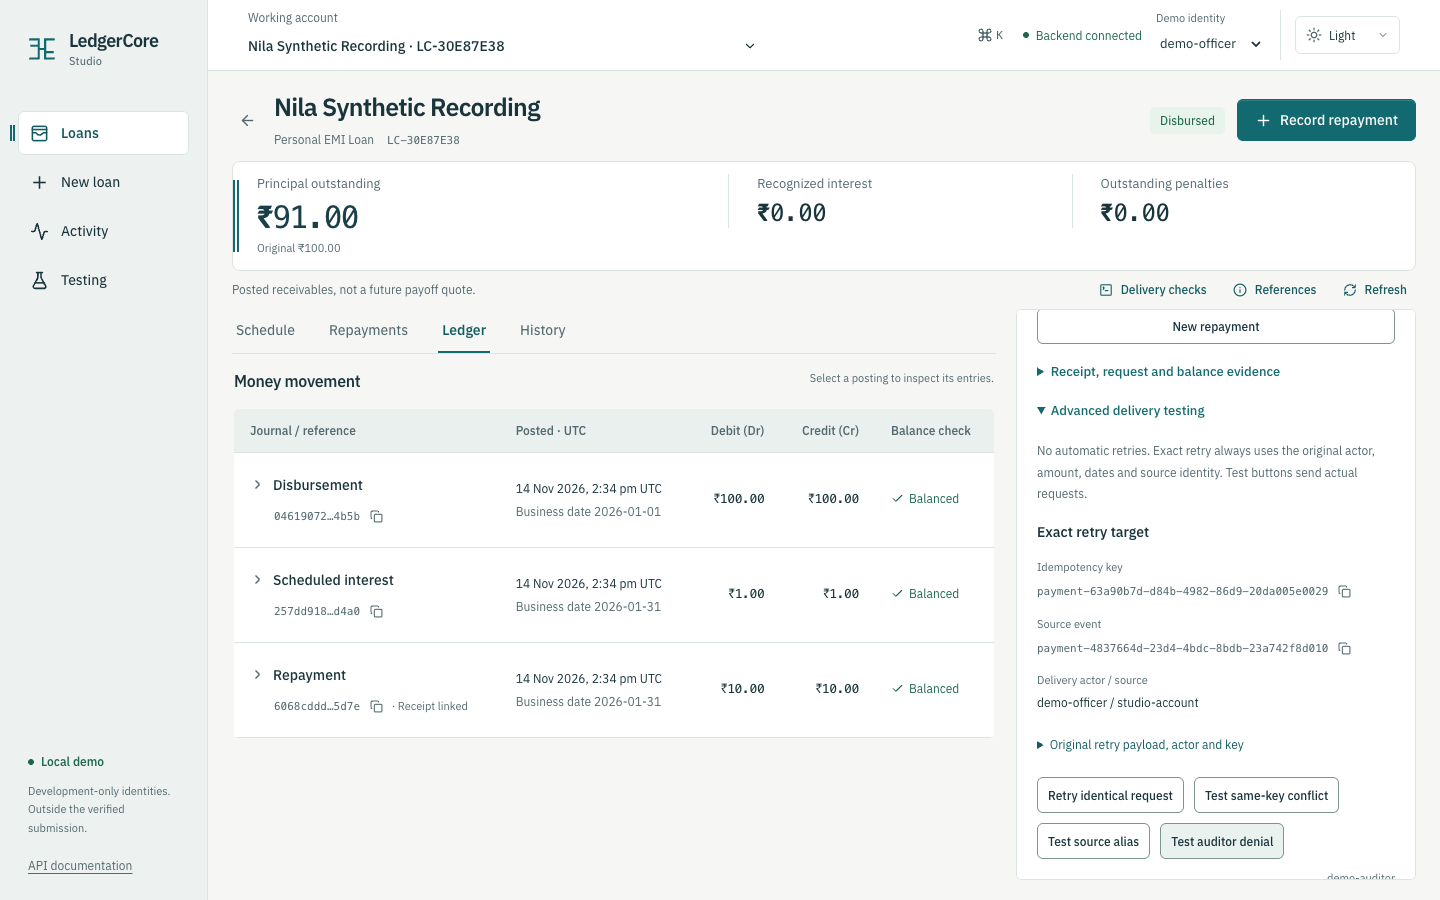 LedgerCore
Studio
Loans
New loan
Activity
Testing
Local demo
Development-only identities.
Outside the verified
submission.
API documentation
Working account
Nila Synthetic Recording · LC-30E87E38
⌘ K
Backend connected
Demo identity
demo-officer
Light
Nila Synthetic Recording
Personal EMI Loan LC-30E87E38
Disbursed
Record repayment
Principal outstanding
₹91.00
Original ₹100.00
Recognized interest
₹0.00
Outstanding penalties
₹0.00
Posted receivables, not a future payoff quote.
Delivery checks
References
Refresh
Schedule
Repayments
Ledger
History
Money movement
Select a posting to inspect its entries.
Journal / reference
Posted · UTC
Debit (Dr)
Credit (Cr)
Balance check
Disbursement
04619072…4b5b
14 Nov 2026, 2:34 pm UTC
Business date 2026-01-01
₹100.00
₹100.00
Balanced
Scheduled interest
257dd918…d4a0
14 Nov 2026, 2:34 pm UTC
Business date 2026-01-31
₹1.00
₹1.00
Balanced
Repayment
6068cddd…5d7e · Receipt linked
14 Nov 2026, 2:34 pm UTC
Business date 2026-01-31
₹10.00
₹10.00
Balanced
New repayment
Receipt, request and balance evidence
Advanced delivery testing
No automatic retries. Exact retry always uses the original actor,
amount, dates and source identity. Test buttons send actual
requests.
Exact retry target
Idempotency key
payment-63a90b7d-d84b-4982-86d9-20da005e0029
Source event
payment-4837664d-23d4-4bdc-8bdb-23a742f8d010
Delivery actor / source
demo-officer / studio-account
Original retry payload, actor and key
Retry identical request
Test same-key conflict
Test source alias
Test auditor denial
demo-auditor